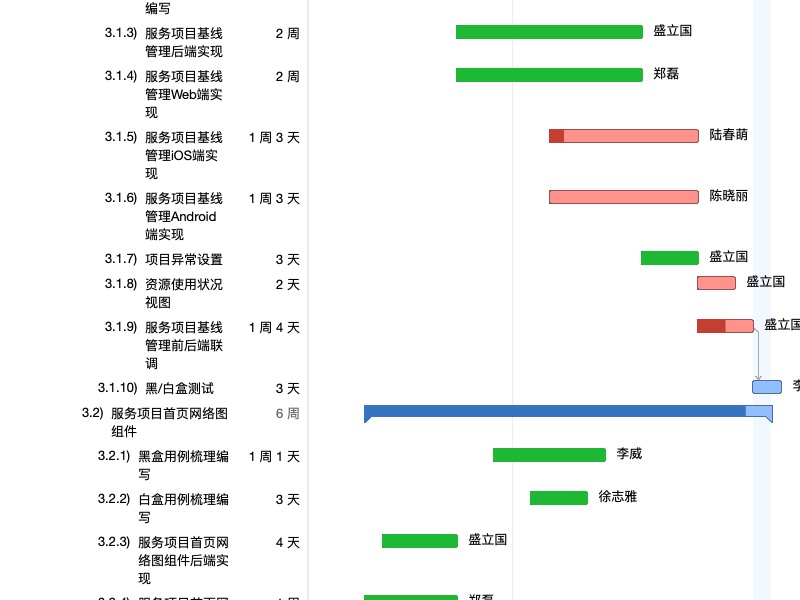 编写
3.1.3) 服务项目基线 2 周 盛立国
管理后端实现
3.1.4) 服务项目基线 2 周 郑磊
管理Web端实
现
3.1.5) 服务项目基线 1 周 3 天 陆春萌
管理iOS端实
现
3.1.6) 服务项目基线 1 周 3 天 陈晓丽
管理Android
端实现
3.1.7) 项目异常设置 3 天 盛立国
3.1.8) 资源使用状况 2 天 盛立国
视图
3.1.9) 服务项目基线 1 周 4 天 盛立国
管理前后端联
调
3.1.10) 黑/白盒测试 3 天
3.2) 服务项目首页网络图 6 周
组件
3.2.1) 黑盒用例梳理编 1 周 1 天 李威
写
3.2.2) 白盒用例梳理编 3 天 徐志雅
写
3.2.3) 服务项目首页网 4 天 盛立国
络图组件后端实
现